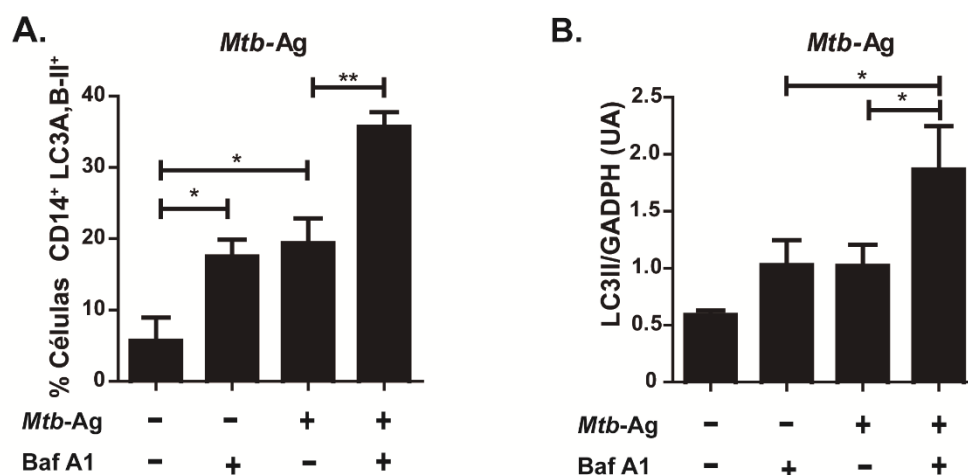 A.
Mtb-Ag
% Células CD14⁺ LC3A,B-II⁺
40
30
20
10
0
**
*
*
Mtb-Ag - - + +
Baf A1 - + - +
B.
Mtb-Ag
LC3II/GADPH (UA)
2.5
2.0
1.5
1.0
0.5
0
*
*
Mtb-Ag - - + +
Baf A1 - + - +